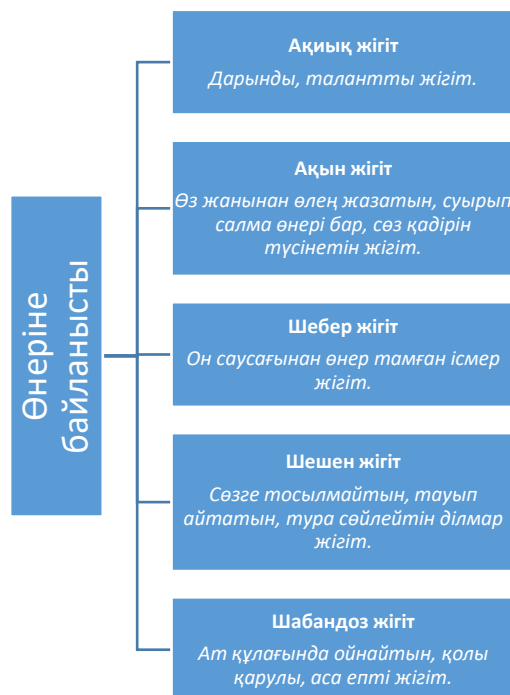 Өнеріне
байланысты
Ақиық жігіт
Дарынды, талантты жігіт.
Ақын жігіт
Өз жанынан өлең жазатын, суырып
салма өнері бар, сөз қадірін
түсінетін жігіт.
Шебер жігіт
Он саусағынан өнер тамған ісмер
жігіт.
Шешен жігіт
Сөзге тосылмайтын, тауып
айтатын, тура сөйлейтін ділмар
жігіт.
Шабандоз жігіт
Ат құлағында ойнайтын, қолы
қарулы, аса епті жігіт.